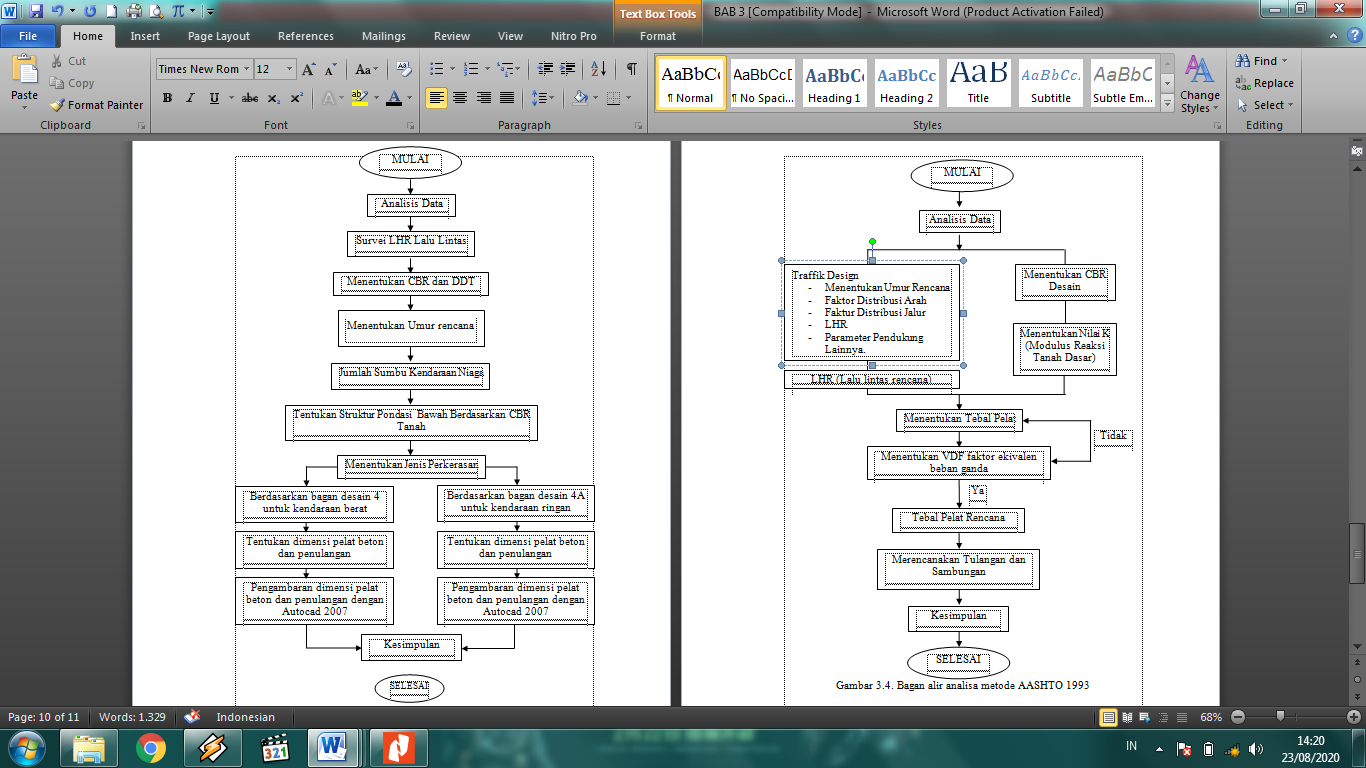 Text Box Tools
BAB 3 [Compatibility Mode] - Microsoft Word (Product Activation Failed)
File Home Insert Page Layout References Mailings Review View Nitro Pro Format
Paste
Cut
Copy
Format Painter
Clipboard
Times New Rom 12
Font
Paragraph
AaBbCc AaBbCcD AaBbC AaBbCc AaB AaBbCc. AaBbCc
¶ Normal ¶ No Spaci... Heading 1 Heading 2 Title Subtitle Subtle Em...
Change
Styles
Styles
Find
Replace
Select
Editing
MULAI
Analisis Data
Survei LHR Lalu Lintas
Menentukan CBR dan DDT
Menentukan Umur rencana
Jumlah Sumbu Kendaraan Niaga
Tentukan Struktur Pondasi Bawah Berdasarkan CBR
Tanah
Menentukan Jenis Perkerasan
Berdasarkan bagan desain 4
untuk kendaraan berat
Berdasarkan bagan desain 4A
untuk kendaraan ringan
Tentukan dimensi pelat beton
dan penulangan
Tentukan dimensi pelat beton
dan penulangan
Pengambaran dimensi pelat
beton dan penulangan dengan
Autocad 2007
Pengambaran dimensi pelat
beton dan penulangan dengan
Autocad 2007
Kesimpulan
SELESAI
MULAI
Analisis Data
Traffik Design
- Menentukan Umur Rencana
- Faktor Distribusi Arah
- Faktur Distribusi Jalur
- LHR
- Parameter Pendukung
Lainnya.
LHR (Lalu lintas rencana)
Menentukan CBR
Desain
Menentukan Nilai K
(Modulus Reaksi
Tanah Dasar)
Menentukan Tebal Pelat
Tidak
Menentukan VDF faktor ekivalen
beban ganda
Ya
Tebal Pelat Rencana
Merencanakan Tulangan dan
Sambungan
Kesimpulan
SELESAI
Gambar 3.4. Bagan alir analisa metode AASHTO 1993
Page: 10 of 11 Words: 1.329 Indonesian 68%
321
IN
14:20
23/08/2020